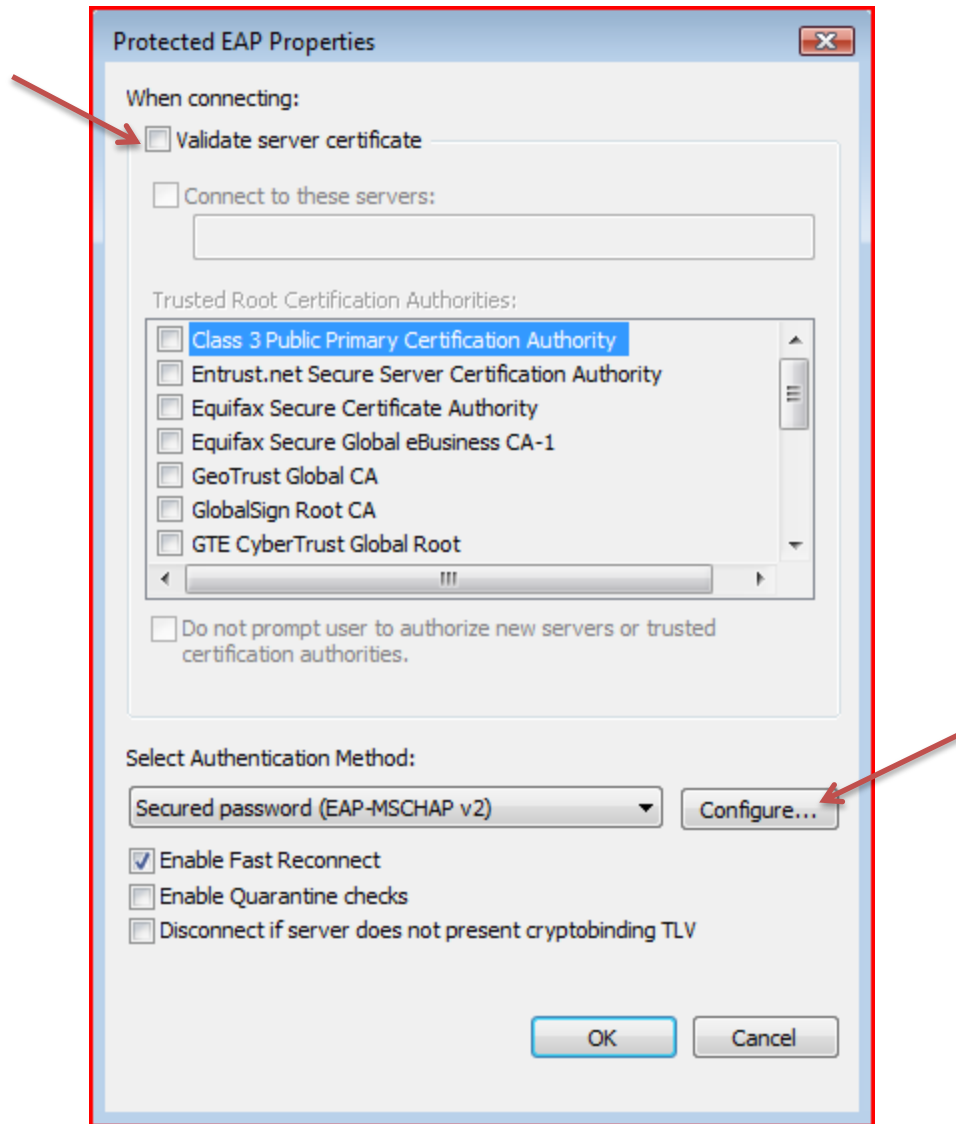 Protected EAP Properties
When connecting:
Validate server certificate
Connect to these servers:
Trusted Root Certification Authorities:
Class 3 Public Primary Certification Authority
Entrust.net Secure Server Certification Authority
Equifax Secure Certificate Authority
Equifax Secure Global eBusiness CA-1
GeoTrust Global CA
GlobalSign Root CA
GTE CyberTrust Global Root
Do not prompt user to authorize new servers or trusted
certification authorities.
Select Authentication Method:
Secured password (EAP-MSCHAP v2)
Configure...
Enable Fast Reconnect
Enable Quarantine checks
Disconnect if server does not present cryptobinding TLV
OK
Cancel